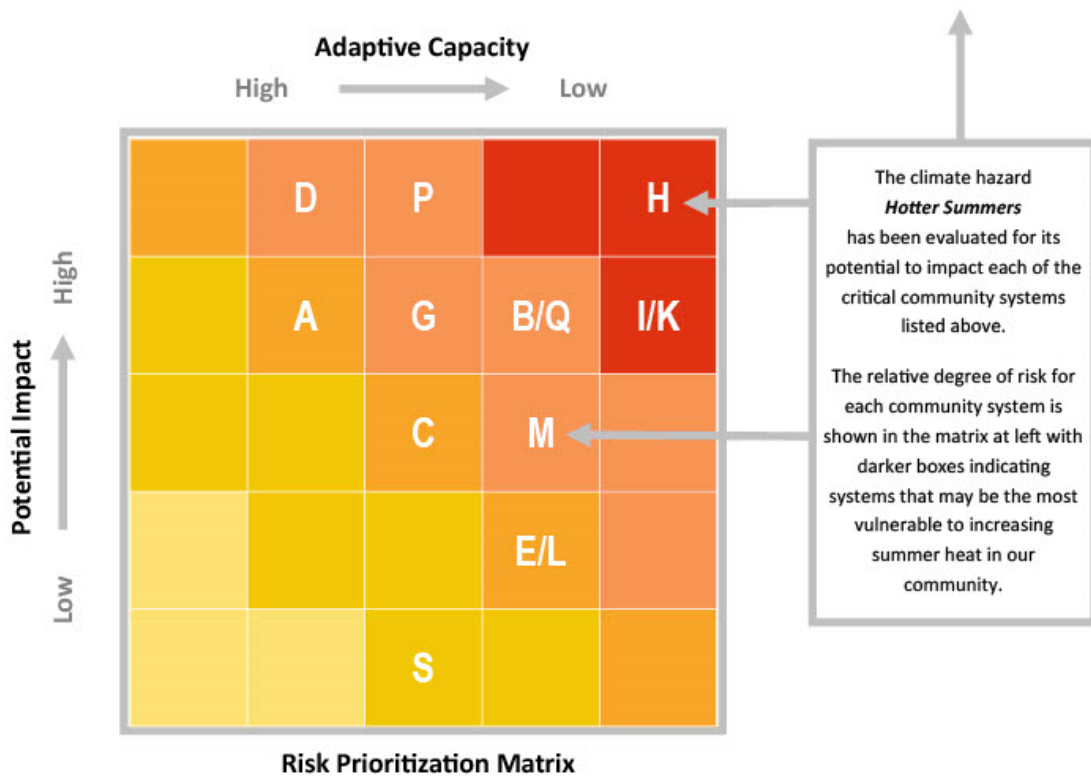 Adaptive Capacity
High
Low
Potential Impact
High
Low
D
P
H
A
G
B/Q
I/K
C
M
E/L
S
Risk Prioritization Matrix
The climate hazard
Hotter Summers
has been evaluated for its
potential to impact each of the
critical community systems
listed above.
The relative degree of risk for
each community system is
shown in the matrix at left with
darker boxes indicating
systems that may be the most
vulnerable to increasing
summer heat in our
community.